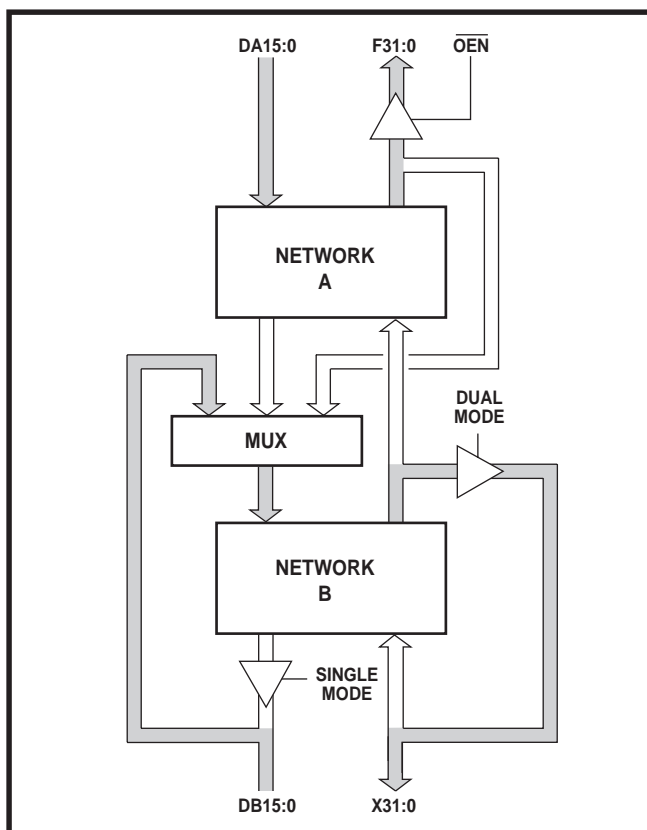 DA15:0
F31:0
OEN
NETWORK
A
DUAL
MODE
MUX
NETWORK
B
SINGLE
MODE
DB15:0
X31:0